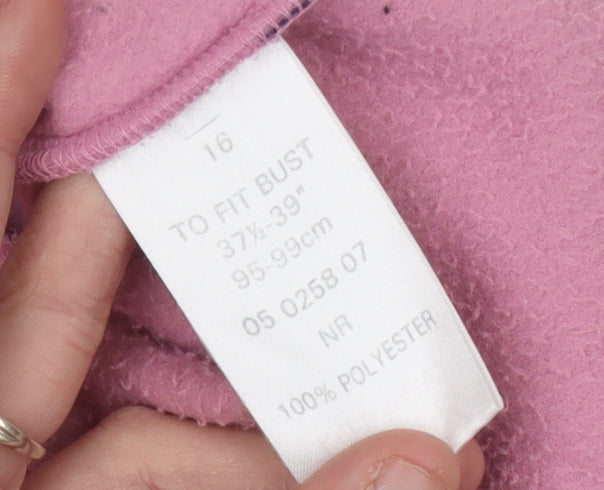 16
TO FIT BUST
37½-39"
95-99cm
05 0258 07
NR
100% POLYESTER